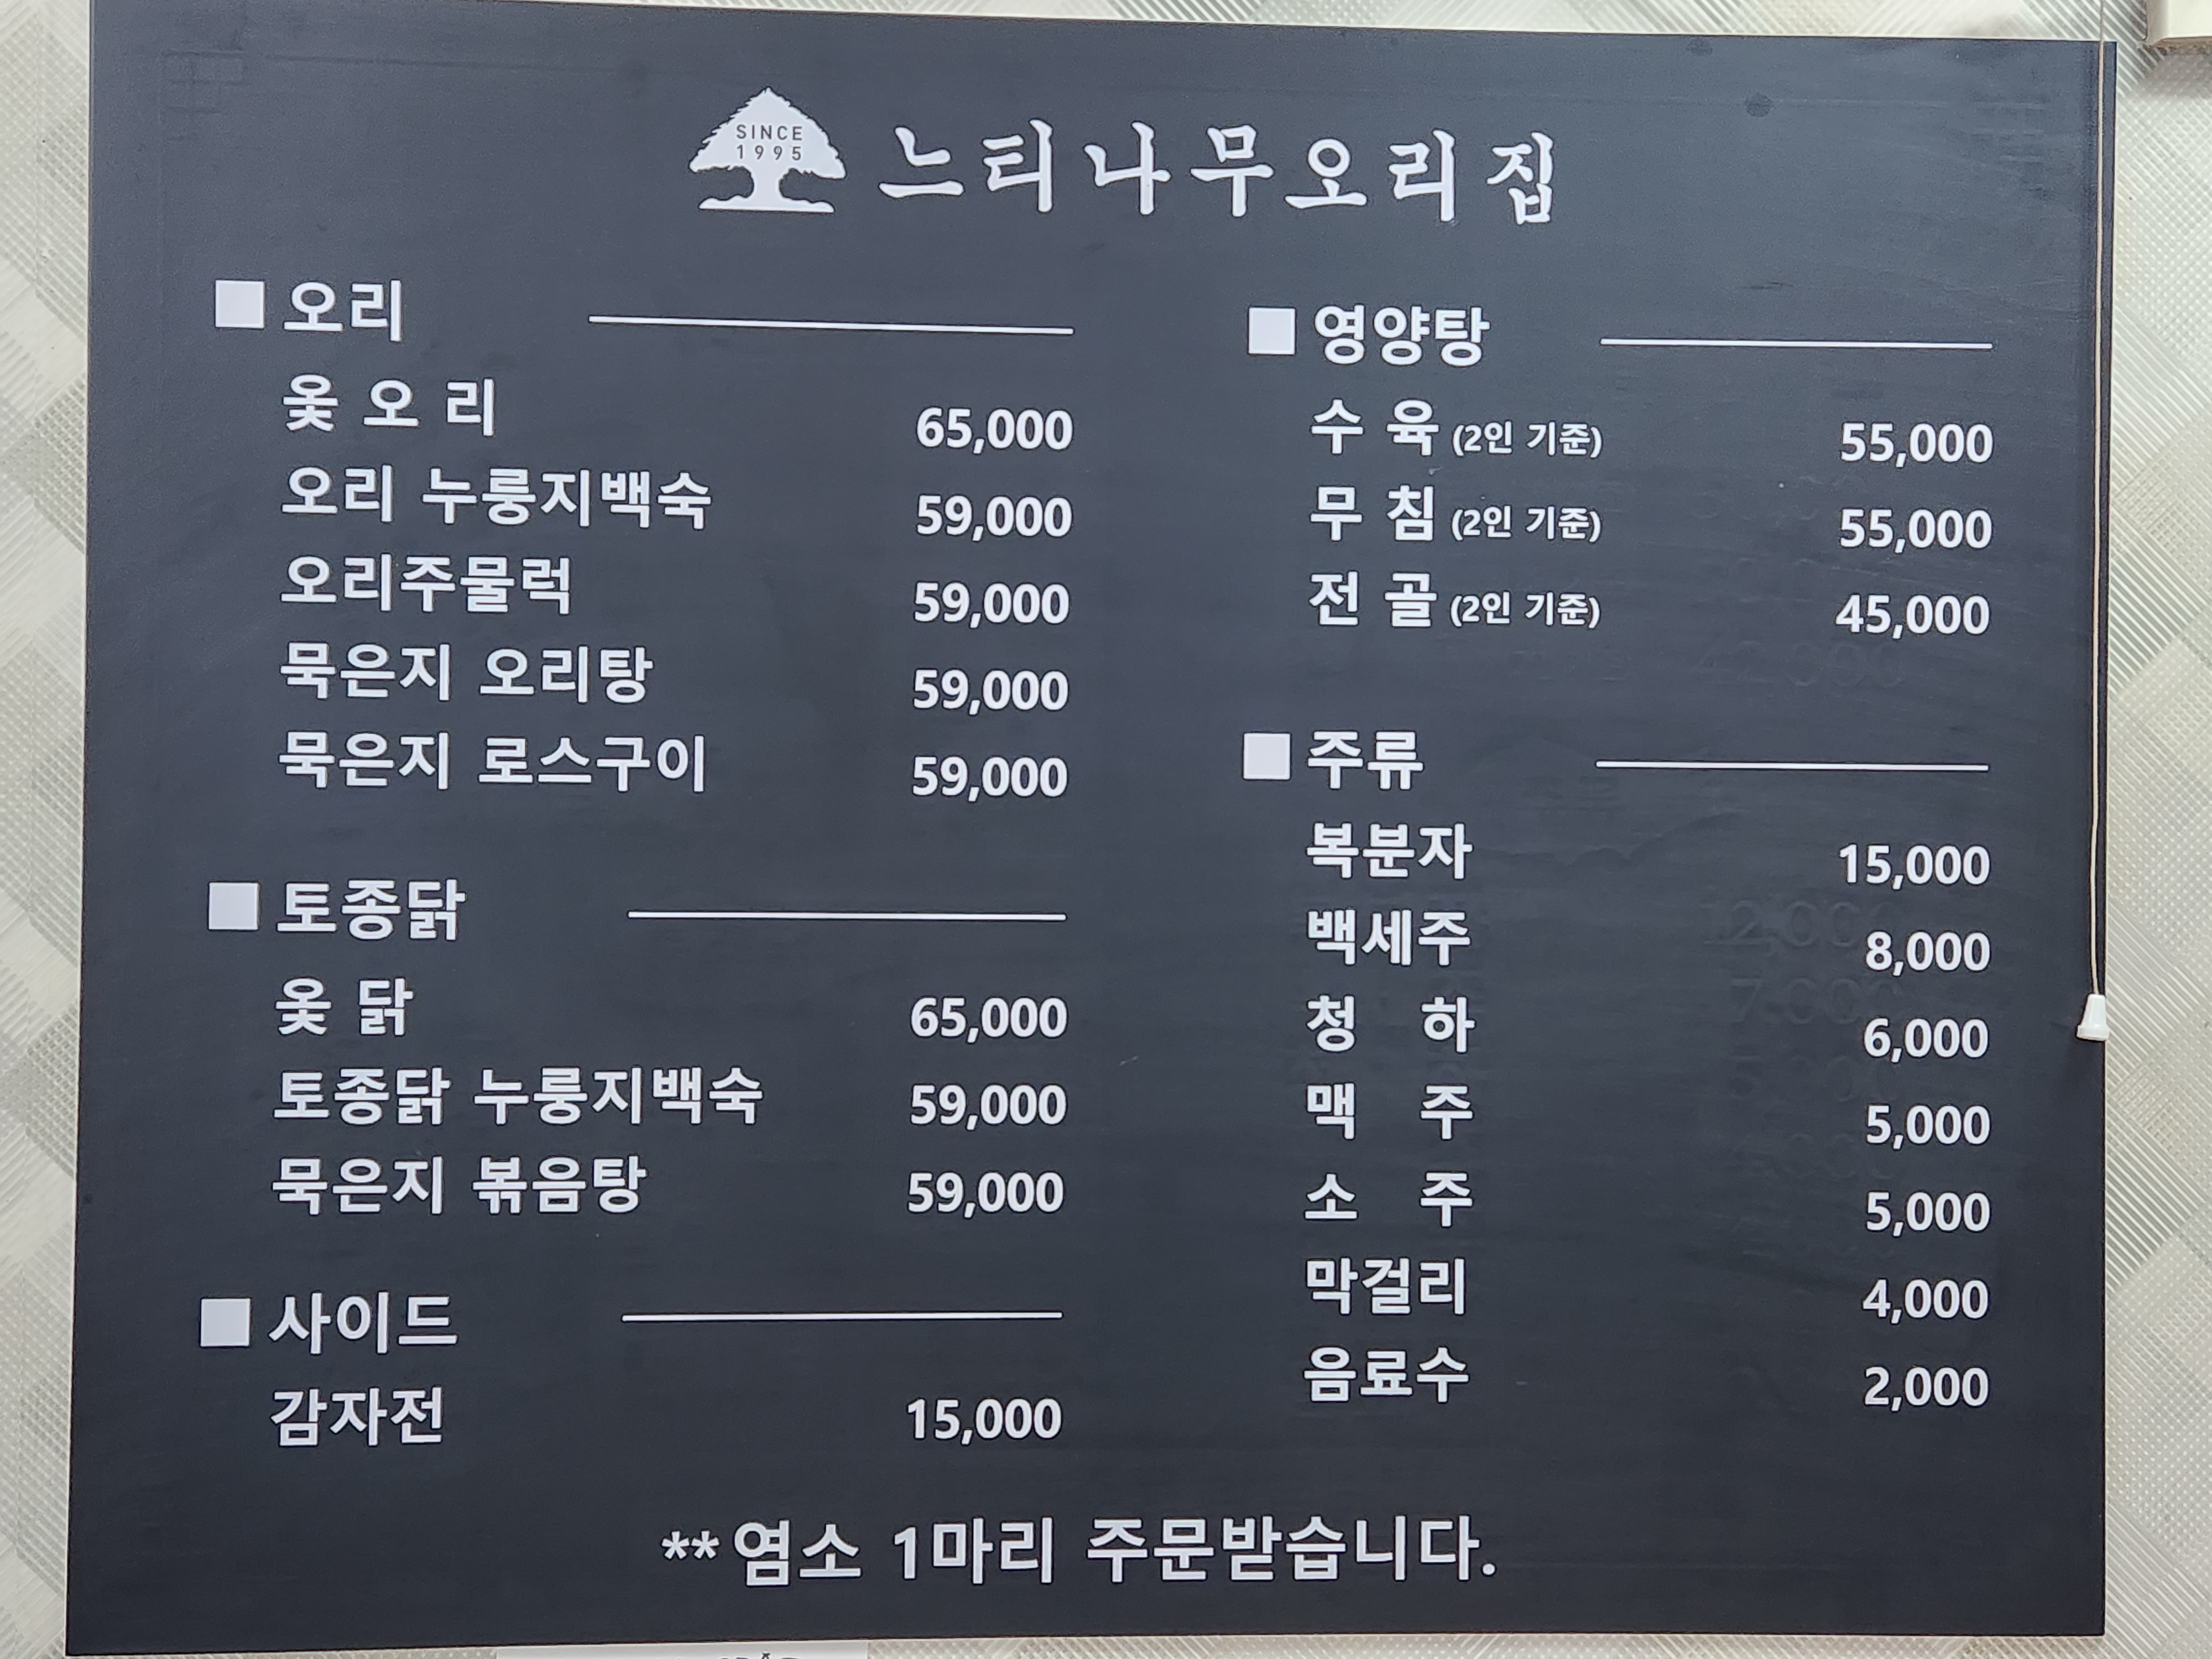 SINCE
1995
느티나무오리집
■ 오리
옻 오 리 65,000
오리 누룽지백숙 59,000
오리주물럭 59,000
묵은지 오리탕 59,000
묵은지 로스구이 59,000
■ 토종닭
옻 닭 65,000
토종닭 누룽지백숙 59,000
묵은지 볶음탕 59,000
■ 사이드
감자전 15,000
■ 영양탕
수 육 (2인 기준) 55,000
무 침 (2인 기준) 55,000
전 골 (2인 기준) 45,000
■ 주류
복분자 15,000
백세주 8,000
청 하 6,000
맥 주 5,000
소 주 5,000
막걸리 4,000
음료수 2,000
**염소 1마리 주문받습니다.